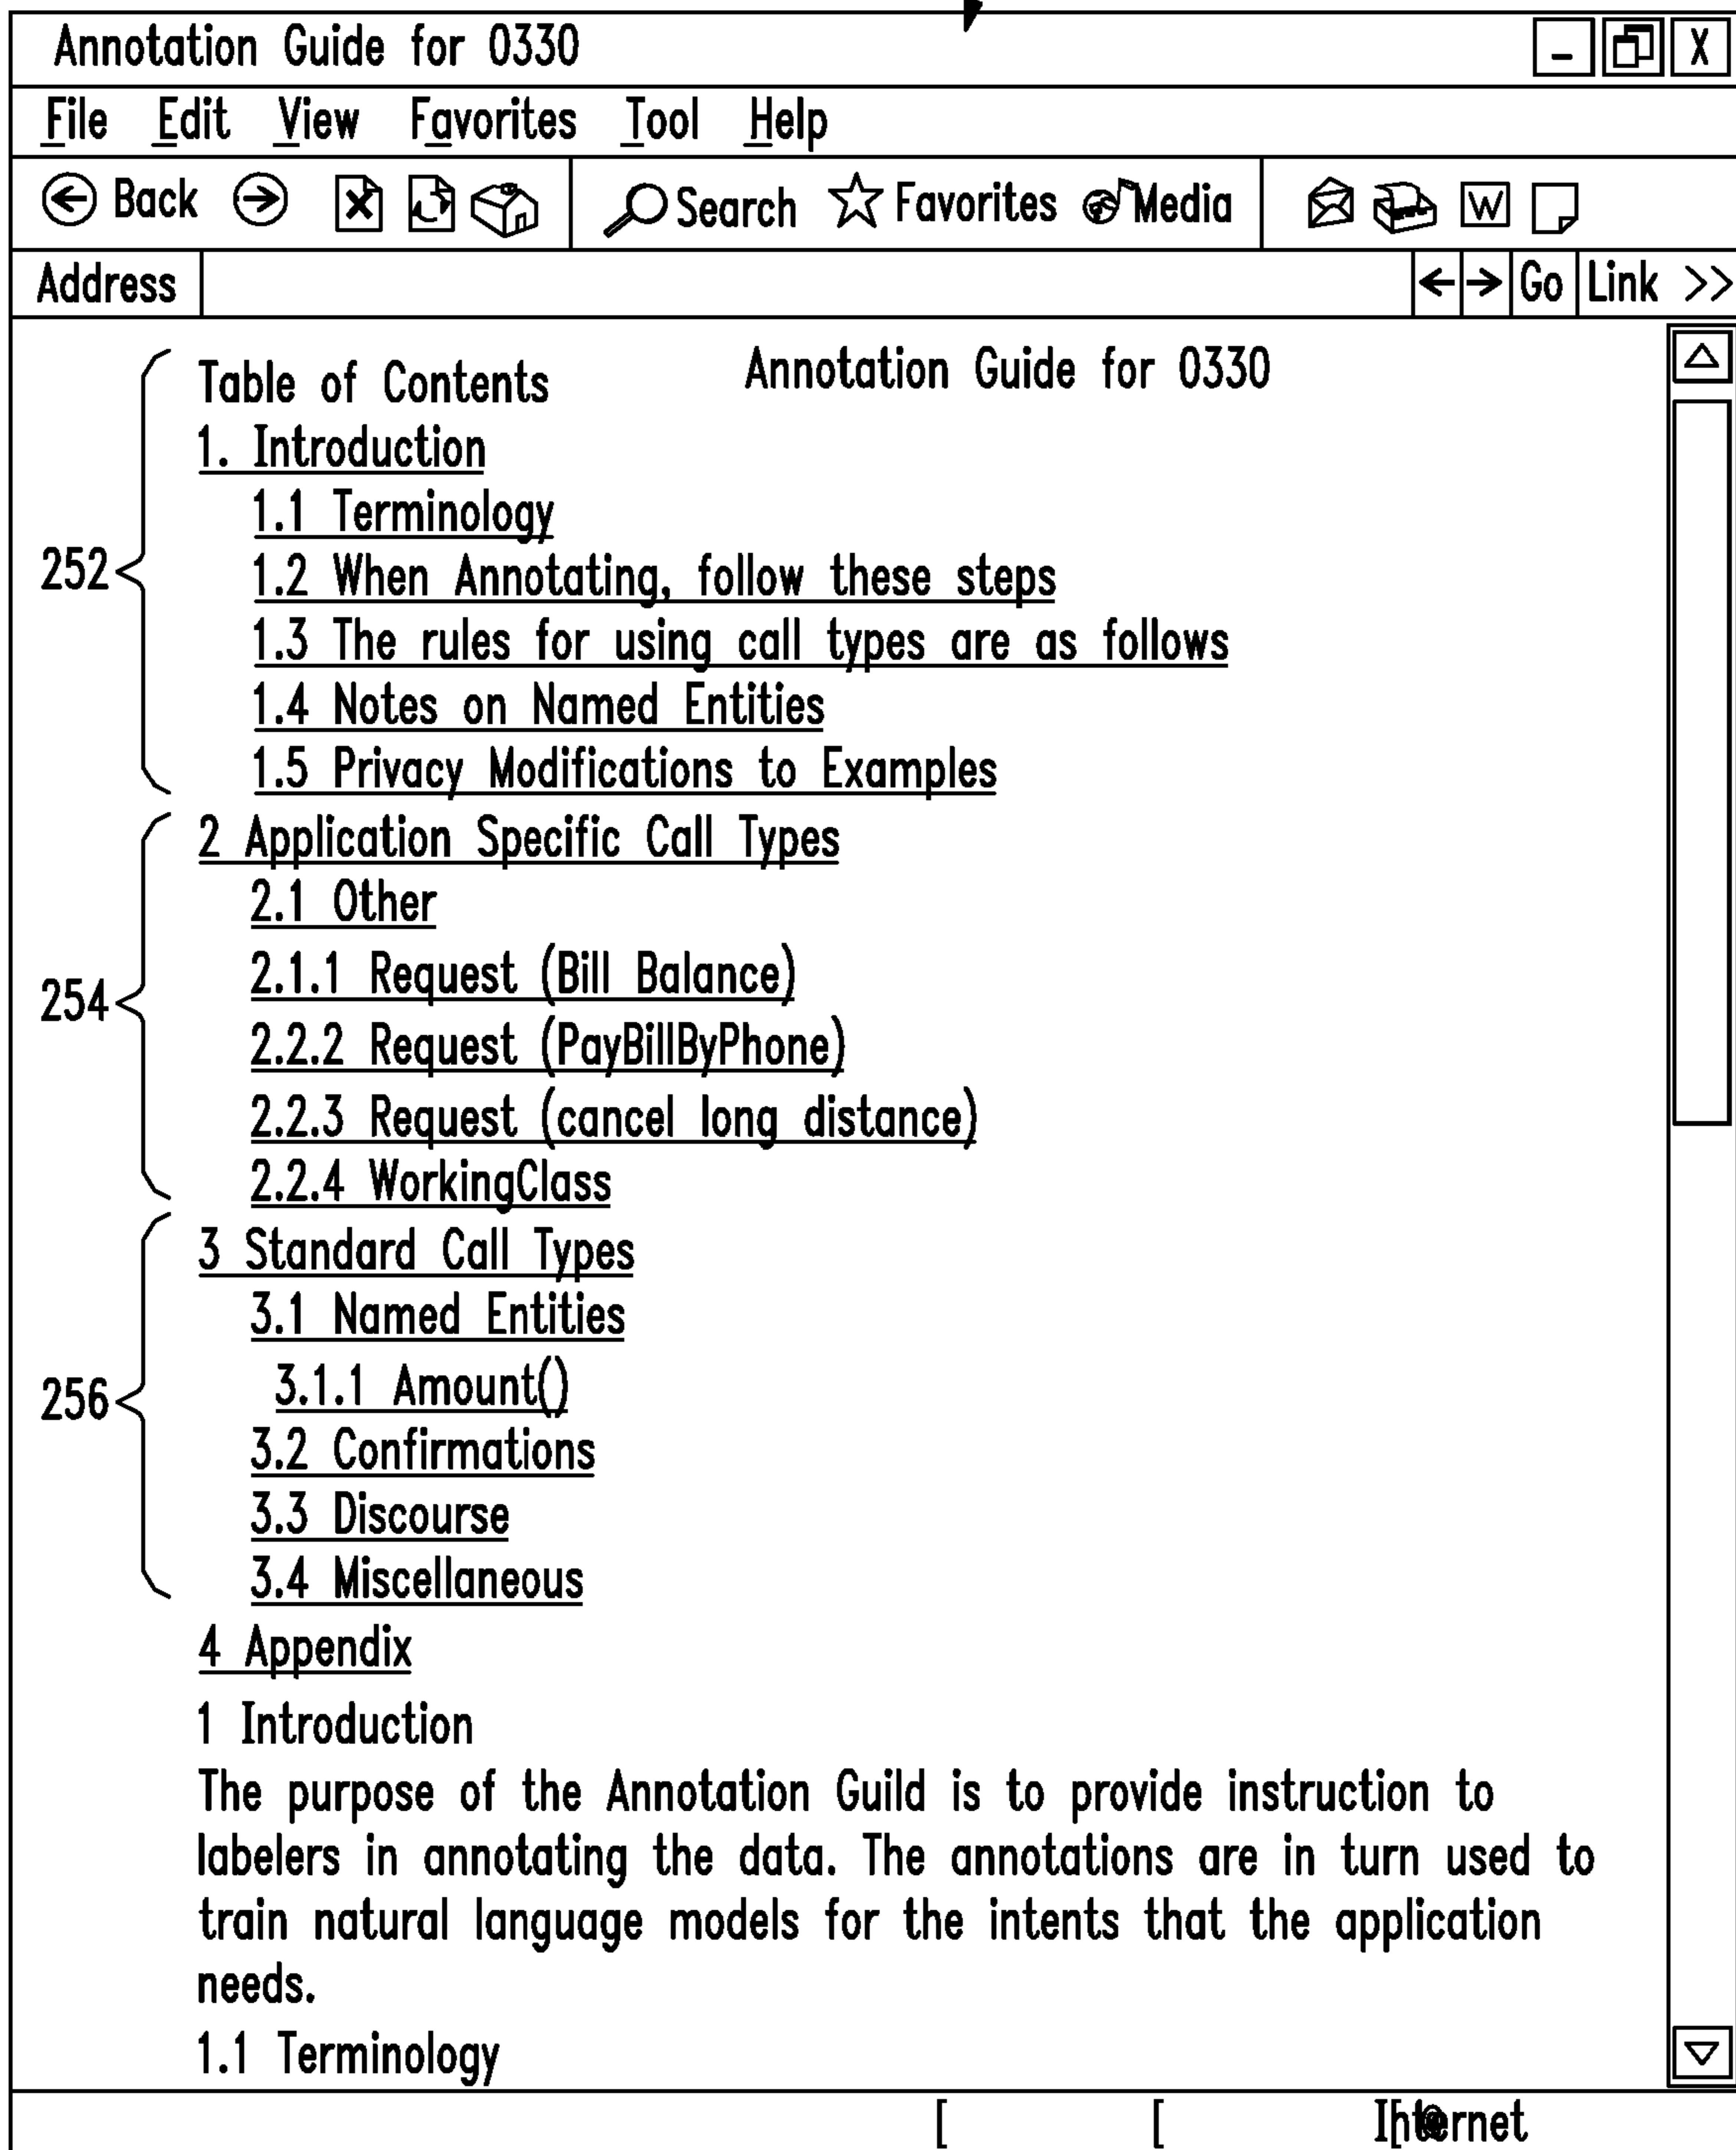 Annotation Guide for 0330
File Edit View Favorites Tool Help
Back Search Favorites Media W
Address Go Link >>
Table of Contents Annotation Guide for 0330
1. Introduction
1.1 Terminology
252
1.2 When Annotating, follow these steps
1.3 The rules for using call types are as follows
1.4 Notes on Named Entities
1.5 Privacy Modifications to Examples
2 Application Specific Call Types
2.1 Other
2.1.1 Request (Bill Balance)
254
2.2.2 Request (PayBillByPhone)
2.2.3 Request (cancel long distance)
2.2.4 WorkingClass
3 Standard Call Types
3.1 Named Entities
256
3.1.1 Amount()
3.2 Confirmations
3.3 Discourse
3.4 Miscellaneous
4 Appendix
1 Introduction
The purpose of the Annotation Guild is to provide instruction to
labelers in annotating the data. The annotations are in turn used to
train natural language models for the intents that the application
needs.
1.1 Terminology
[ [ [@ Internet